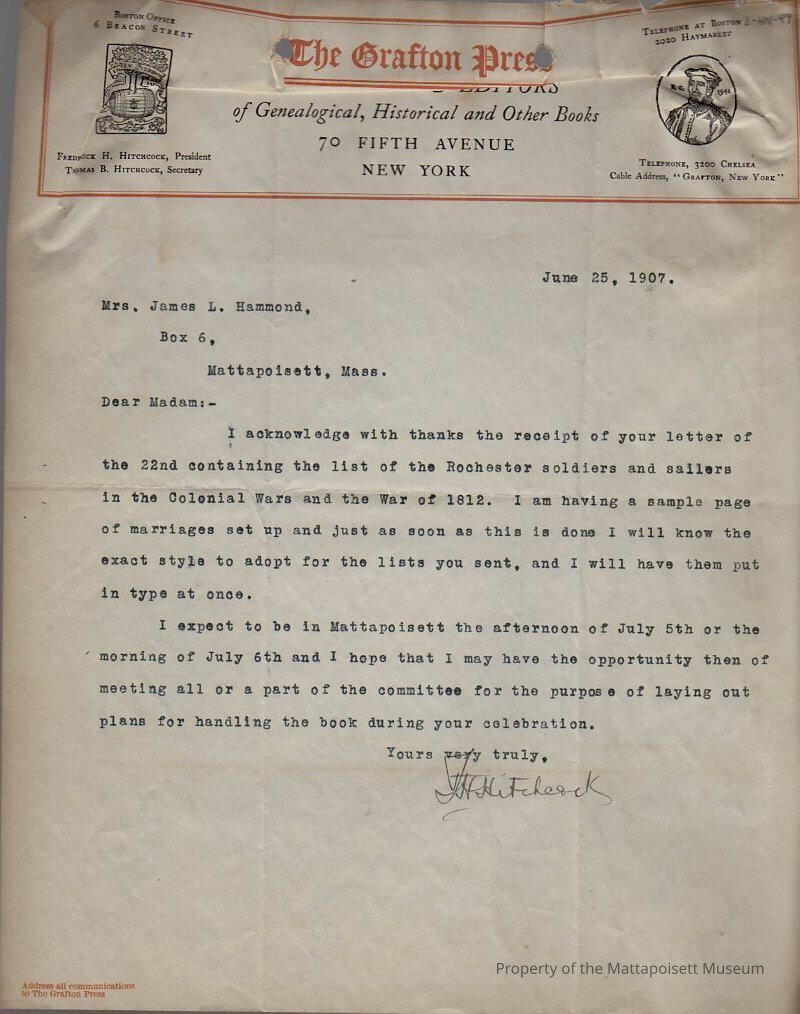 Boston Office
6 Beacon Street
Telephone at Boston
2020 Haymarket
The Grafton Press
EDITORS
of Genealogical, Historical and Other Books
70 FIFTH AVENUE
NEW YORK
Frederick H. Hitchcock, President
Thomas B. Hitchcock, Secretary
Telephone, 3200 Chelsea
Cable Address, "Grafton, New York"
June 25, 1907.
Mrs. James L. Hammond,
Box 6,
Mattapoisett, Mass.
Dear Madam:-
I acknowledge with thanks the receipt of your letter of
the 22nd containing the list of the Rochester soldiers and sailers
in the Colonial Wars and the War of 1812. I am having a sample page
of marriages set up and just as soon as this is done I will know the
exact style to adopt for the lists you sent, and I will have them put
in type at once.
I expect to be in Mattapoisett the afternoon of July 5th or the
morning of July 6th and I hope that I may have the opportunity then of
meeting all or a part of the committee for the purpose of laying out
plans for handling the book during your celebration.
Yours very truly,
FH Hitchcock
Address all communications
to The Grafton Press
Property of the Mattapoisett Museum